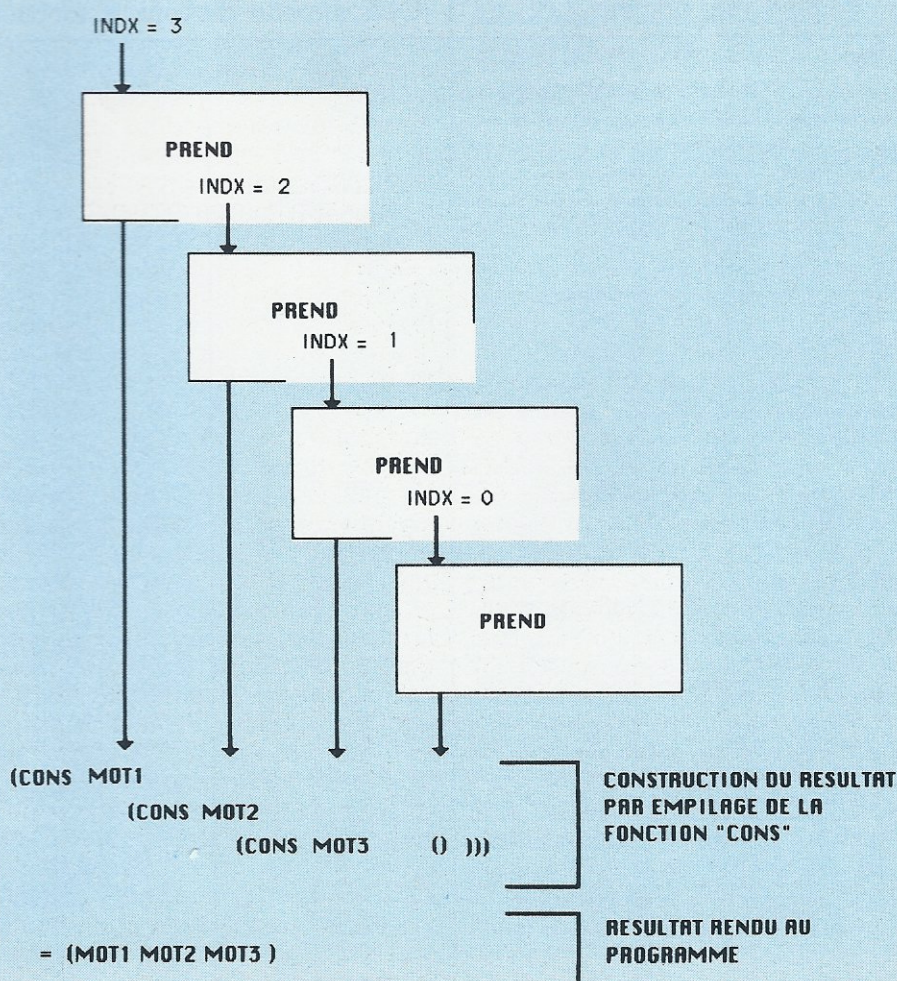 INDX = 3
PREND
INDX = 2
PREND
INDX = 1
PREND
INDX = 0
PREND
(CONS MOT1
(CONS MOT2
(CONS MOT3 () )))
CONSTRUCTION DU RESULTAT
PAR EMPILAGE DE LA
FONCTION "CONS"
= (MOT1 MOT2 MOT3 )
RESULTAT RENDU AU
PROGRAMME